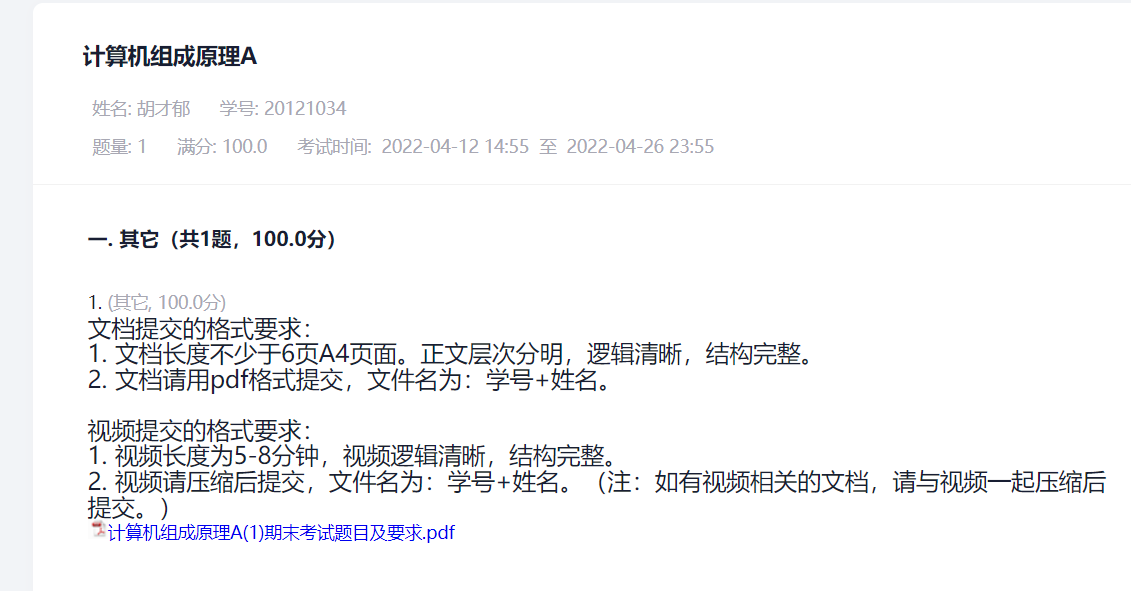 计算机组成原理A
姓名: 胡才郁 学号: 20121034
题量: 1 满分: 100.0 考试时间: 2022-04-12 14:55 至 2022-04-26 23:55
一. 其它（共1题，100.0分）
1. (其它, 100.0分)
文档提交的格式要求：
1. 文档长度不少于6页A4页面。正文层次分明，逻辑清晰，结构完整。
2. 文档请用pdf格式提交，文件名为：学号+姓名。
视频提交的格式要求：
1. 视频长度为5-8分钟，视频逻辑清晰，结构完整。
2. 视频请压缩后提交，文件名为：学号+姓名。（注：如有视频相关的文档，请与视频一起压缩后
提交。）
计算机组成原理A(1)期末考试题目及要求.pdf